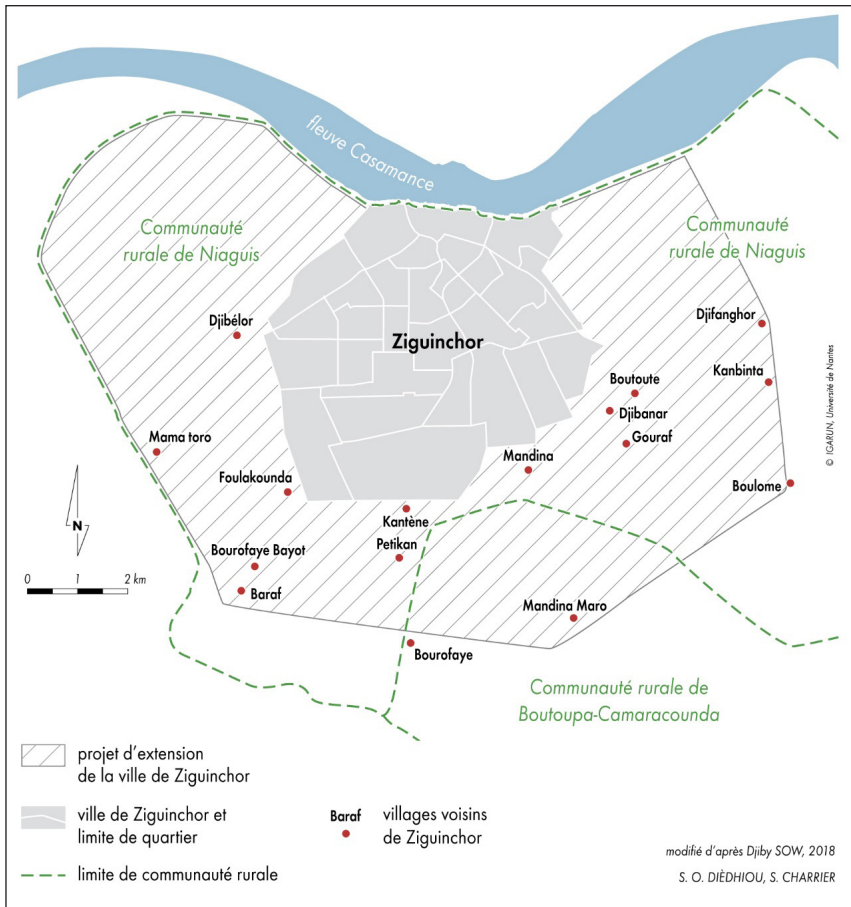 fleuve Casamance
Communauté
rurale de Niaguis
Communauté
rurale de Niaguis
Djibélor
Ziguinchor
Djifanghor
Kanbinta
Boutoute
Djibanar
Gouraf
Mama toro
Mandina
Foulakounda
Boulome
Kantène
Petikan
Bourofaye Bayot
Baraf
Mandina Maro
Bourofaye
N
0 1 2 km
Communauté rurale de
Boutoupa-Camaracounda
© IGARUN, Université de Nantes
projet d'extension
de la ville de Ziguinchor
ville de Ziguinchor et
limite de quartier
limite de communauté rurale
Baraf
villages voisins
de Ziguinchor
modifié d'après Djiby SOW, 2018
S. O. DIÈDHIOU, S. CHARRIER